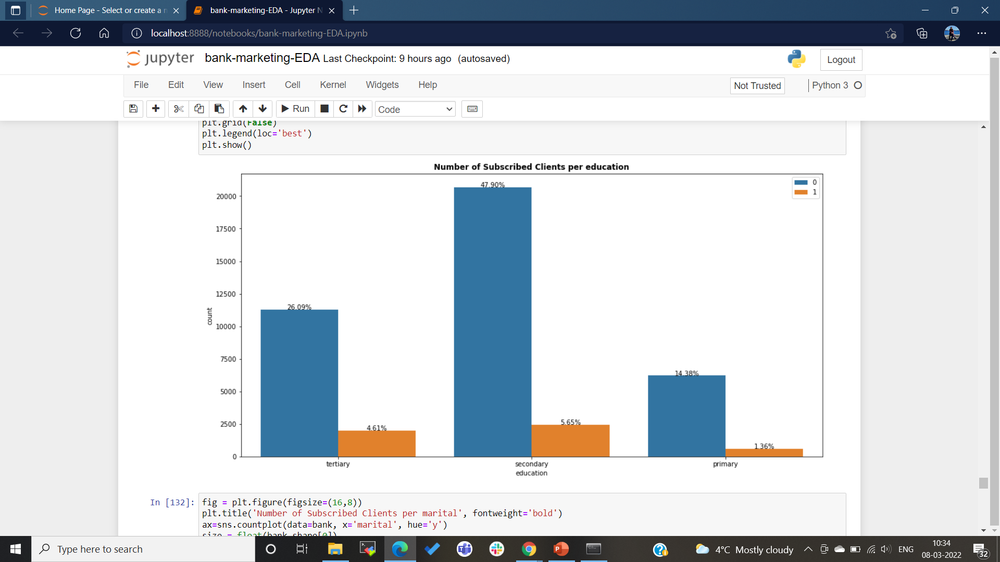 Home Page - Select or create a n
bank-marketing-EDA - Jupyter N
localhost:8888/notebooks/bank-marketing-EDA.ipynb
jupyter bank-marketing-EDA Last Checkpoint: 9 hours ago (autosaved)
Logout
File Edit View Insert Cell Kernel Widgets Help
Not Trusted
Python 3
Run
Code
plt.grid(False)
plt.legend(loc='best')
plt.show()
Number of Subscribed Clients per education
0
1
47.90%
26.09%
14.38%
4.61%
5.65%
1.36%
20000
17500
15000
12500
10000
7500
5000
2500
0
count
tertiary secondary primary
education
In [132]: fig = plt.figure(figsize=(16,8))
plt.title('Number of Subscribed Clients per marital', fontweight='bold')
ax=sns.countplot(data=bank, x='marital', hue='y')
size = float(bank.shape[0])
Type here to search
4°C Mostly cloudy
ENG
10:34
08-03-2022
32